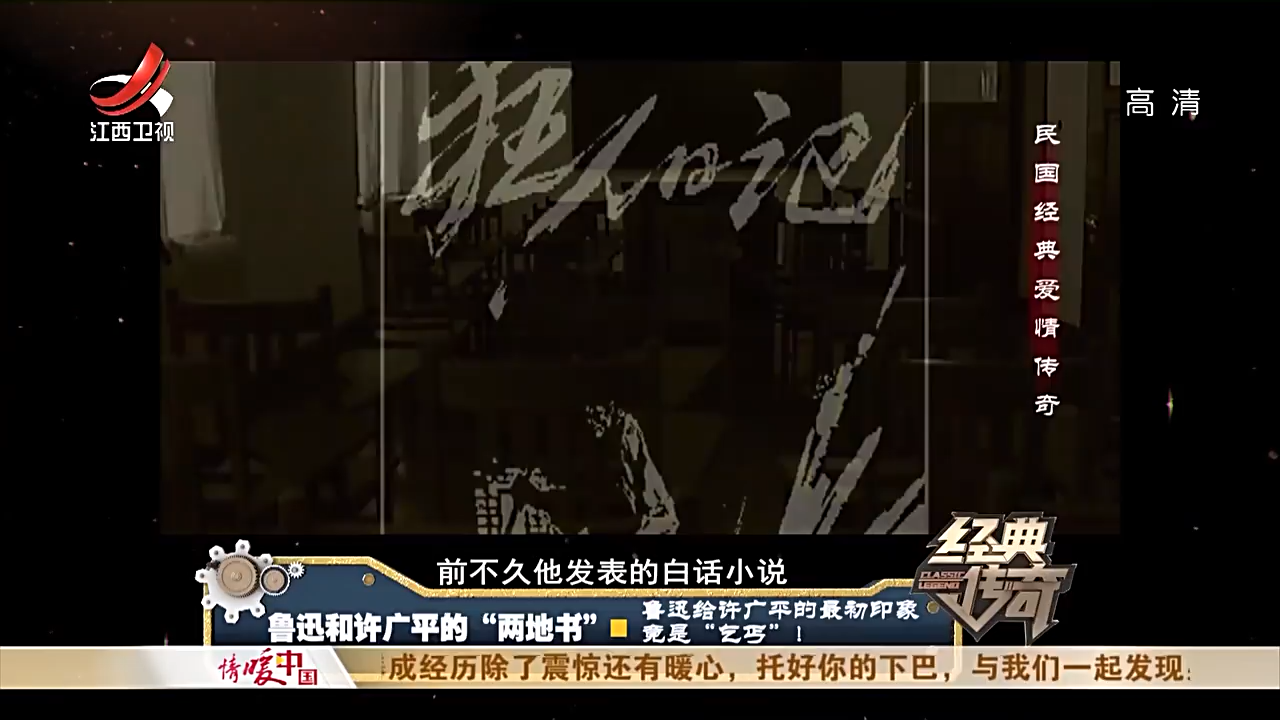 江西卫视
高清
狂人日记
民国经典爱情传奇
前不久他发表的白话小说
经典
CLASSIC
LEGEND
传奇
鲁迅和许广平的“两地书”
鲁迅给许广平的最初印象
竟是“乞丐”！
情暖中国
成经历除了震惊还有暖心，托好你的下巴，与我们一起发现